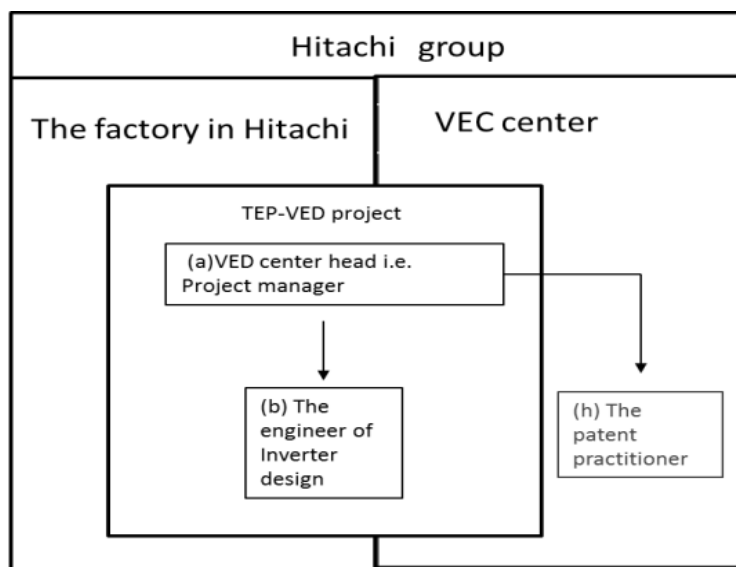 Hitachi group
The factory in Hitachi
VEC center
TEP-VED project
(a)VED center head i.e.
Project manager
(b) The
engineer of
Inverter
design
(h) The
patent
practitioner